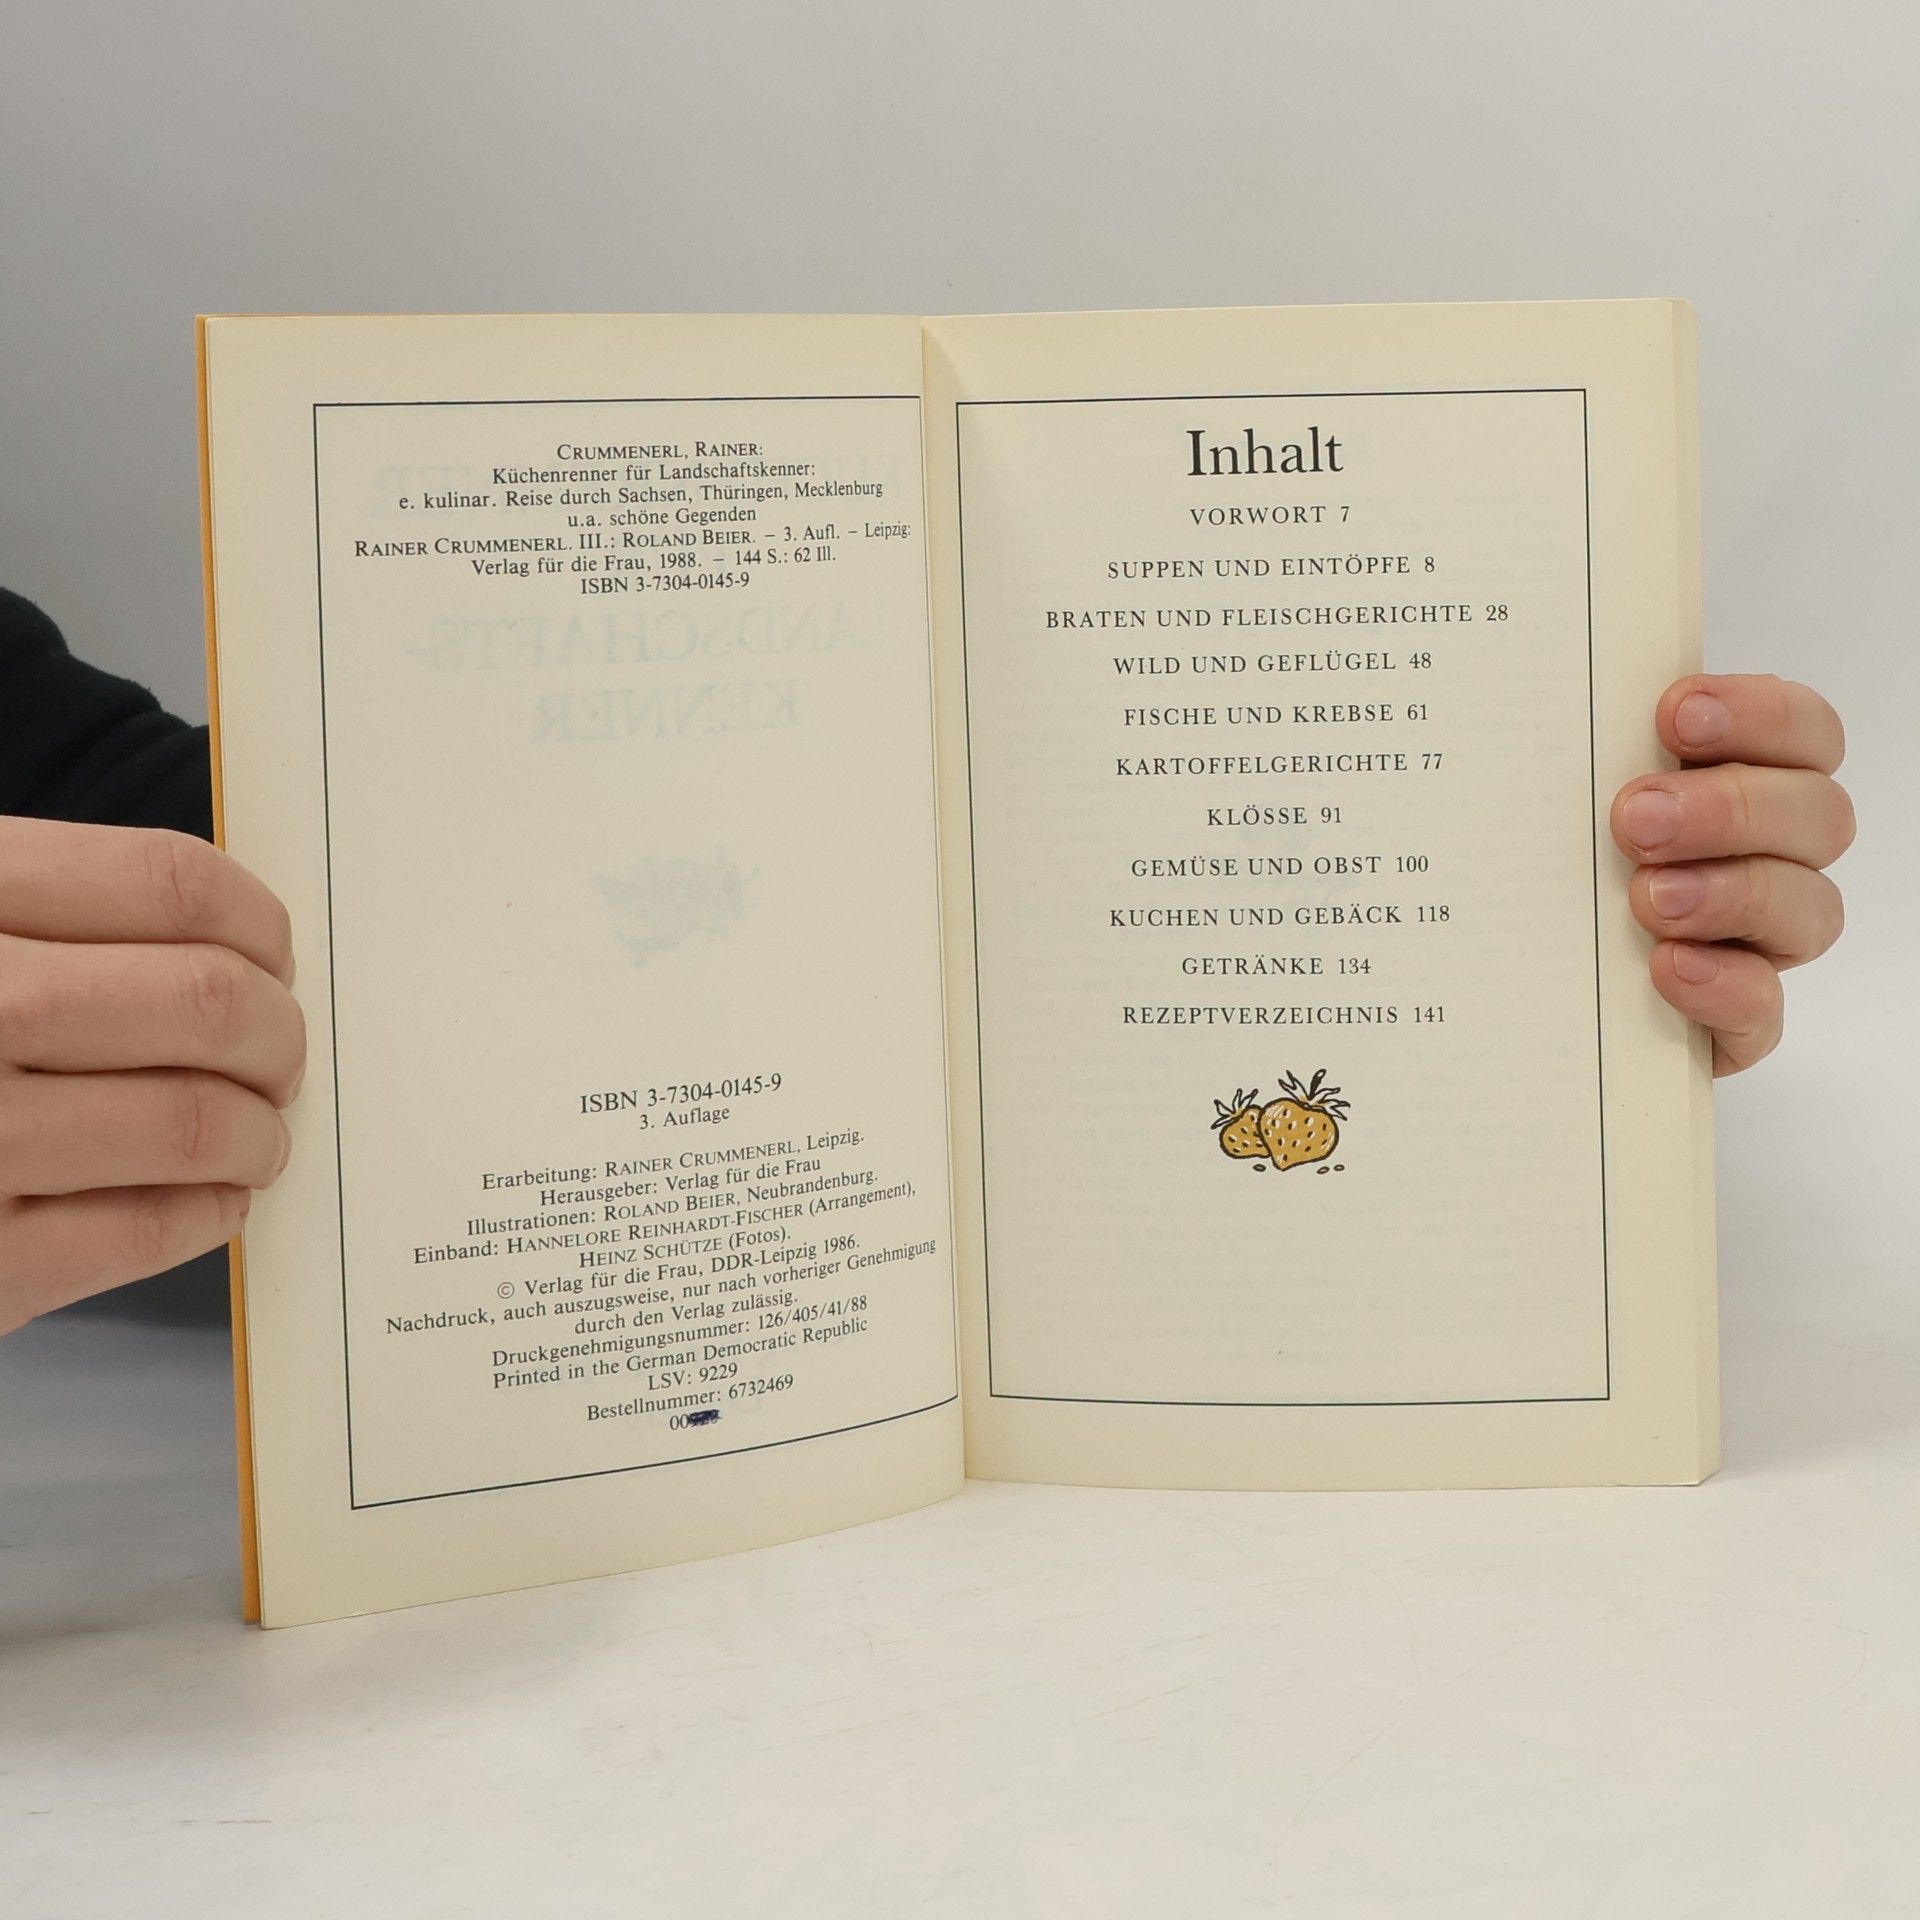 CRUMMENERL, RAINER:
Küchenrenner für Landschaftskenner:
e. kulinar. Reise durch Sachsen, Thüringen, Mecklenburg
u.a. schöne Gegenden
RAINER CRUMMENERL. III.: ROLAND BEIER. – 3. Aufl. – Leipzig:
Verlag für die Frau, 1988. – 144 S.: 62 Ill.
ISBN 3-7304-0145-9
ISBN 3-7304-0145-9
3. Auflage
Erarbeitung: RAINER CRUMMENERL, Leipzig.
Herausgeber: Verlag für die Frau
Illustrationen: ROLAND BEIER, Neubrandenburg.
Einband: HANNELORE REINHARDT-FISCHER (Arrangement),
HEINZ SCHÜTZE (Fotos).
© Verlag für die Frau, DDR-Leipzig 1986.
Nachdruck, auch auszugsweise, nur nach vorheriger Genehmigung
durch den Verlag zulässig.
Druckgenehmigungsnummer: 126/405/41/88
Printed in the German Democratic Republic
LSV: 9229
Bestellnummer: 6732469
00
Inhalt
VORWORT 7
SUPPEN UND EINTÖPFE 8
BRATEN UND FLEISCHGERICHTE 28
WILD UND GEFLÜGEL 48
FISCHE UND KREBSE 61
KARTOFFELGERICHTE 77
KLÖSSE 91
GEMÜSE UND OBST 100
KUCHEN UND GEBÄCK 118
GETRÄNKE 134
REZEPTVERZEICHNIS 141